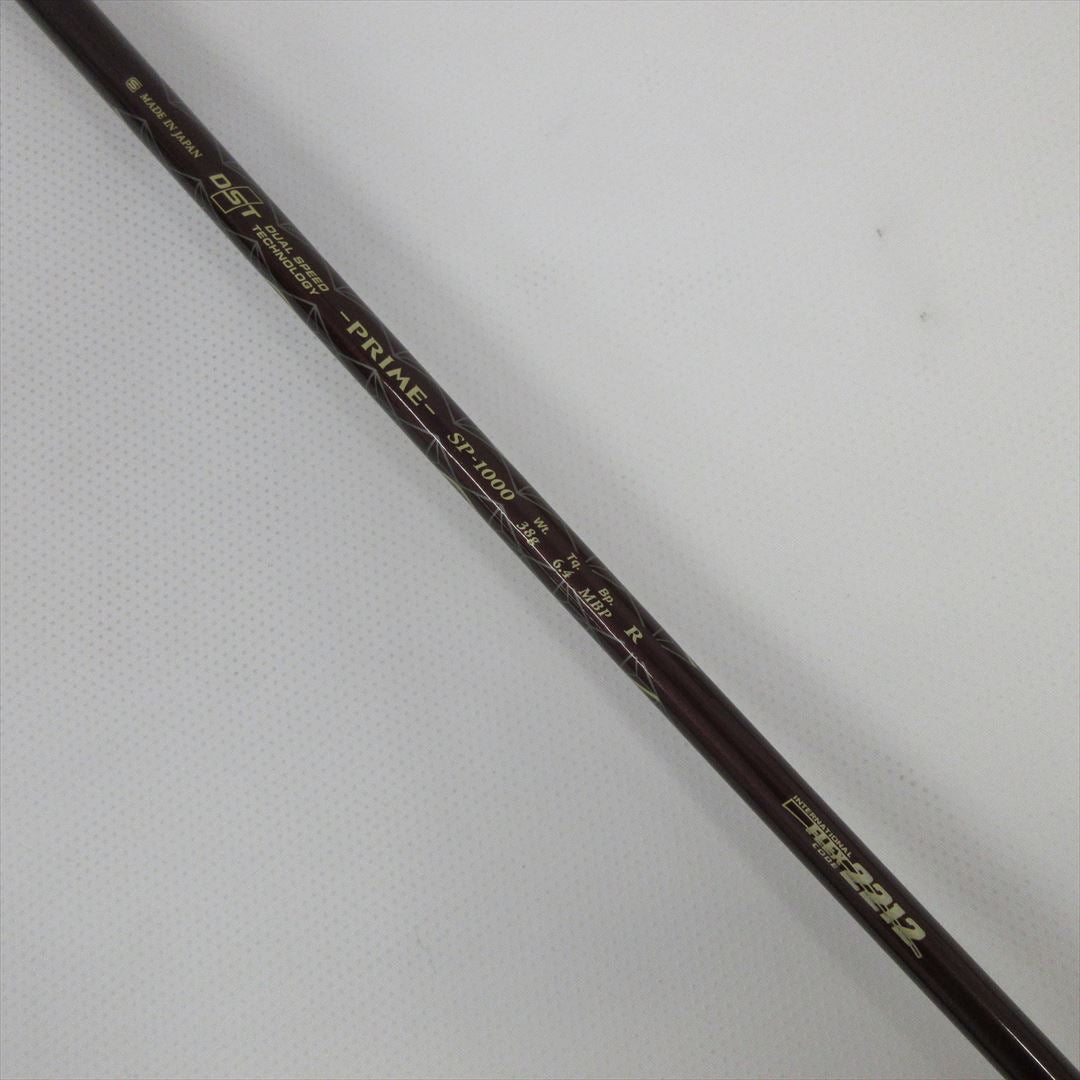 S MADE IN JAPAN
DST
DUAL SPEED
TECHNOLOGY
-PRIME-
SP-1000
Wt. Tq. Bp.
38g 6.4 MBP R
INTERNATIONAL
FLEX 2212
CODE